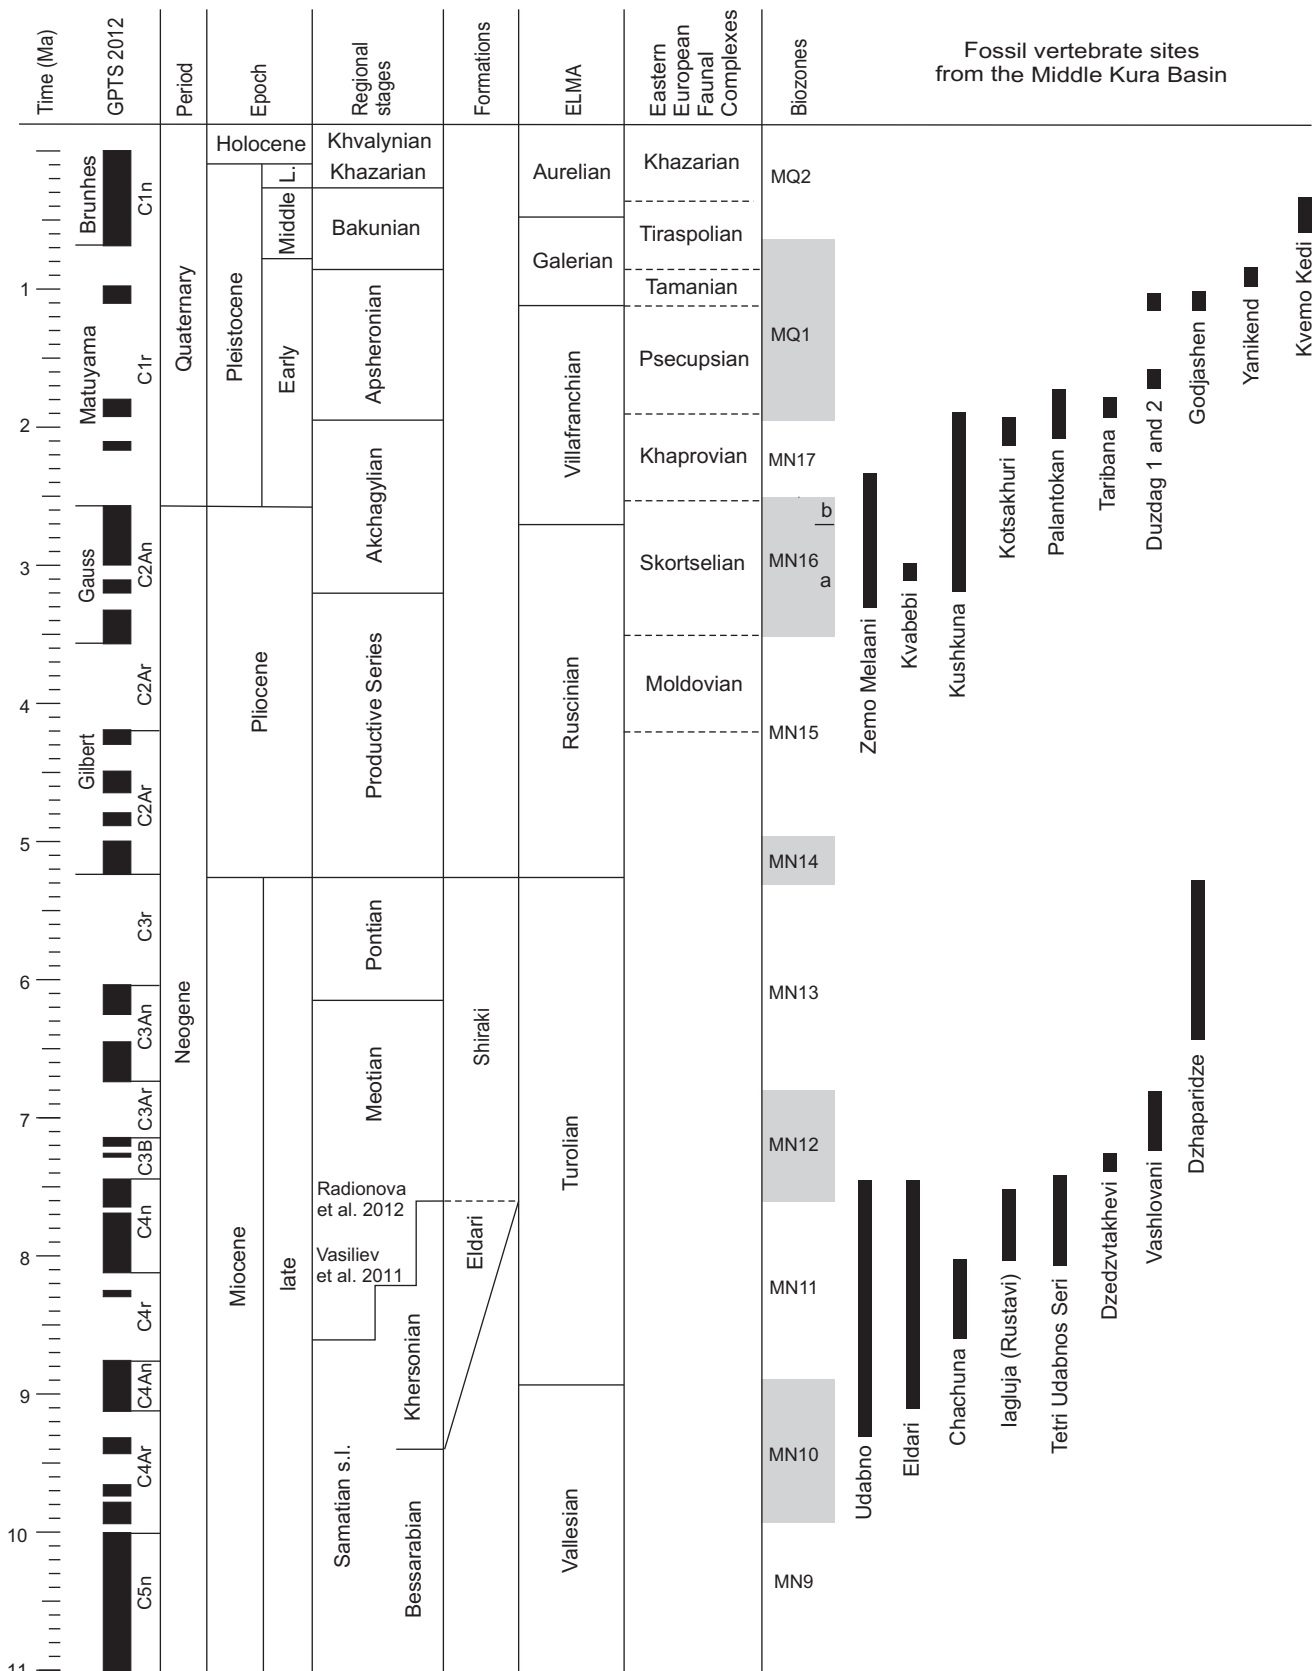 Time (Ma)
GPTS 2012
Period
Epoch
Regional
stages
Formations
ELMA
Eastern
European
Faunal
Complexes
Biozones
Fossil vertebrate sites
from the Middle Kura Basin
1
2
3
4
5
6
7
8
9
10
11
Brunhes
Matuyama
Gauss
Gilbert
C1n
C1r
C2An
C2Ar
C2Ar
C3r
C3An
C3Ar
C3B
C4n
C4r
C4An
C4Ar
C5n
Quaternary
Neogene
Holocene
Pleistocene
L.
Middle
Early
Pliocene
Miocene
late
Khvalynian
Khazarian
Bakunian
Apsheronian
Akchagylian
Productive Series
Pontian
Meotian
Radionova
et al. 2012
Vasiliev
et al. 2011
Khersonian
Samatian s.l.
Bessarabian
Shiraki
Eldari
Aurelian
Galerian
Villafranchian
Ruscinian
Turolian
Vallesian
Khazarian
Tiraspolian
Tamanian
Psecupsian
Khaprovian
Skortselian
Moldovian
MQ2
MQ1
MN17
b
MN16
a
MN15
MN14
MN13
MN12
MN11
MN10
MN9
Zemo Melaani
Kvabebi
Kushkuna
Kotsakhuri
Palantokan
Taribana
Duzdag 1 and 2
Godjashen
Yanikend
Kvemo Kedi
Udabno
Eldari
Chachuna
Iagluja (Rustavi)
Tetri Udabnos Seri
Dzedzvtakhevi
Vashlovani
Dzhaparidze